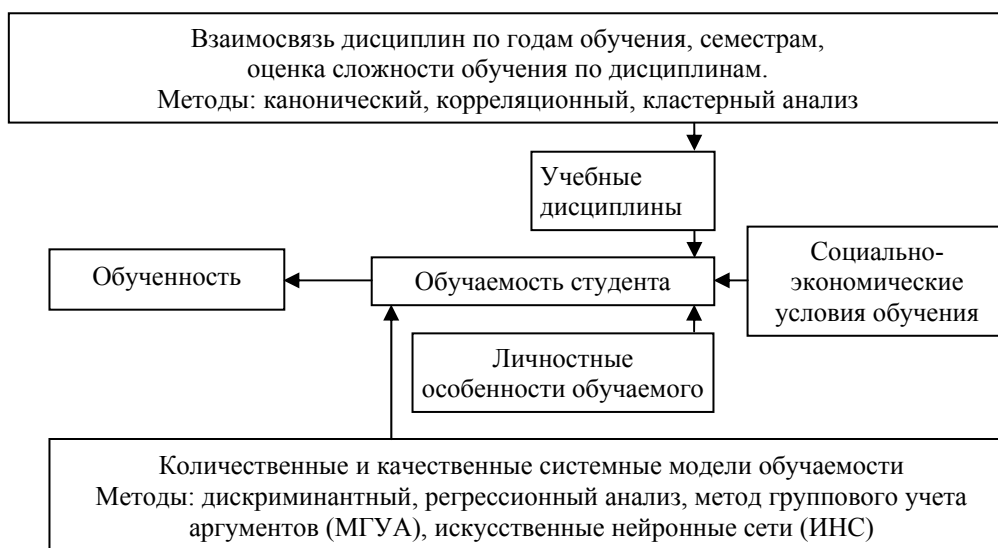 Взаимосвязь дисциплин по годам обучения, семестрам,
оценка сложности обучения по дисциплинам.
Методы: канонический, корреляционный, кластерный анализ
Учебные
дисциплины
Обученность
Обучаемость студента
Социально-
экономические
условия обучения
Личностные
особенности обучаемого
Количественные и качественные системные модели обучаемости
Методы: дискриминантный, регрессионный анализ, метод группового учета
аргументов (МГУА), искусственные нейронные сети (ИНС)